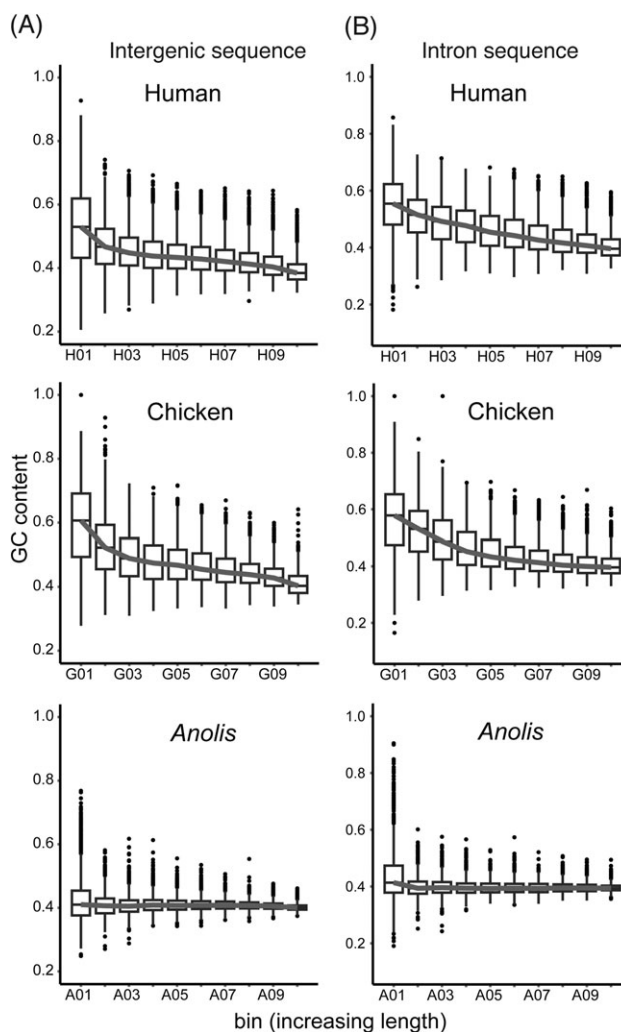 (A)
Intergenic sequence
Human
1.0
0.8
0.6
0.4
0.2
H01 H03 H05 H07 H09
Chicken
1.0
0.8
0.6
0.4
0.2
G01 G03 G05 G07 G09
Anolis
1.0
0.8
0.6
0.4
0.2
A01 A03 A05 A07 A09
GC content
(B)
Intron sequence
Human
1.0
0.8
0.6
0.4
0.2
H01 H03 H05 H07 H09
Chicken
1.0
0.8
0.6
0.4
0.2
G01 G03 G05 G07 G09
Anolis
1.0
0.8
0.6
0.4
0.2
A01 A03 A05 A07 A09
bin (increasing length)